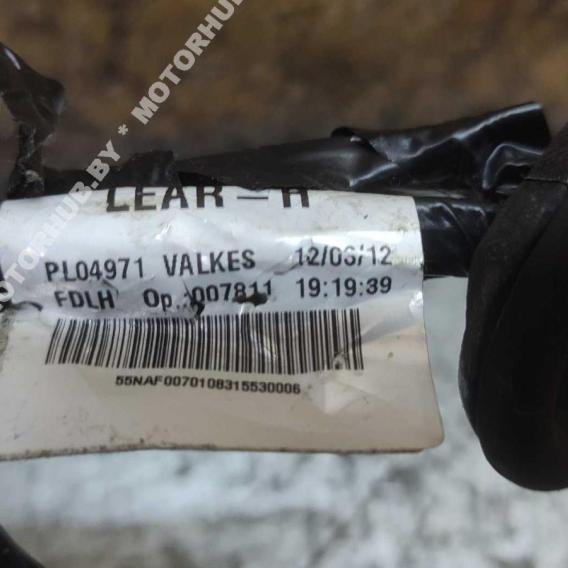 MOTORHUB.BY * MOTORHUB
LEAR-H
PL04971 VALKES 12/06/12
FDLH Op.:007811 19:19:39
55NAF0070108315530006